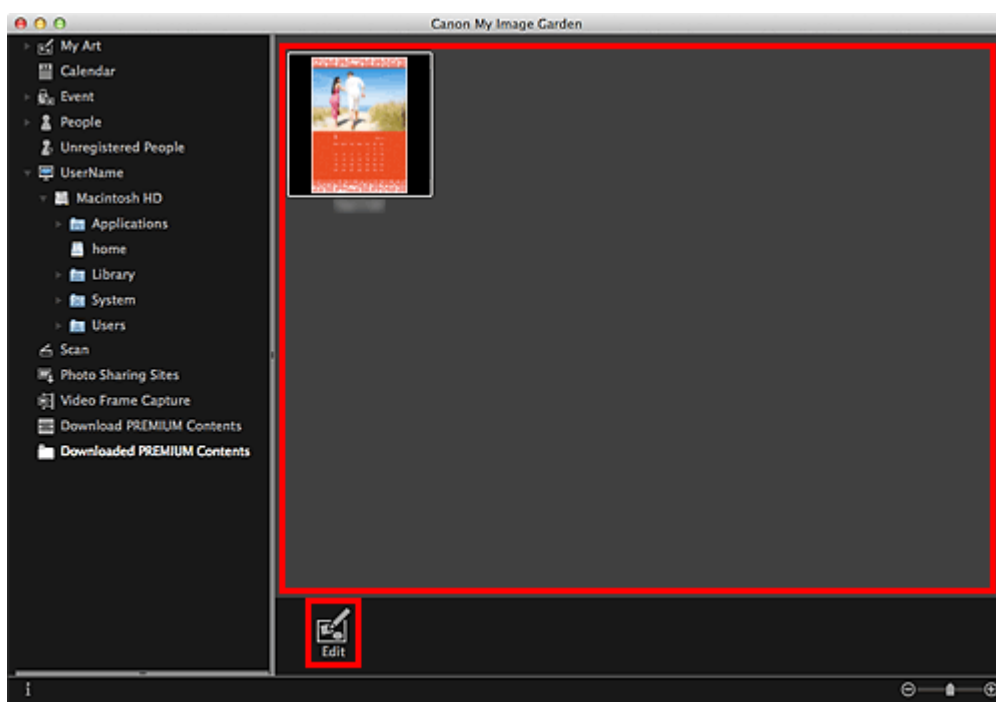 Canon My Image Garden
My Art
Calendar
Event
People
Unregistered People
UserName
Macintosh HD
Applications
home
Library
System
Users
Scan
Photo Sharing Sites
Video Frame Capture
Download PREMIUM Contents
Downloaded PREMIUM Contents
Edit